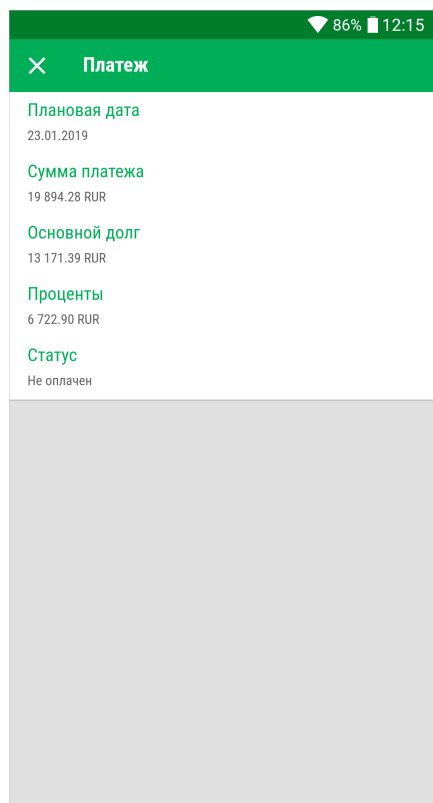 86% 12:15
Платеж
Плановая дата
23.01.2019
Сумма платежа
19 894.28 RUR
Основной долг
13 171.39 RUR
Проценты
6 722.90 RUR
Статус
Не оплачен